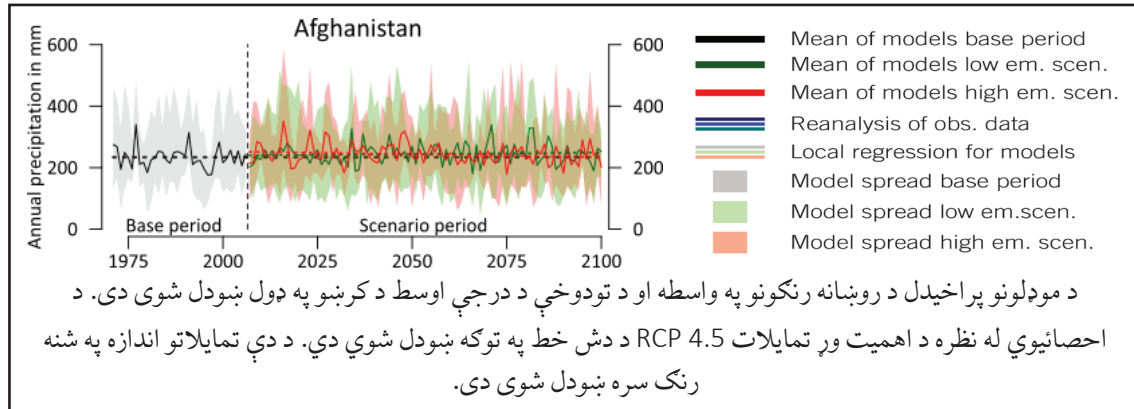 Afghanistan
Annual precipitation in mm
600
400
200
0
Base period
Scenario period
600
400
200
0
1975 2000 2025 2050 2075 2100
Mean of models base period
Mean of models low em. scen.
Mean of models high em. scen.
Reanalysis of obs. data
Local regression for models
Model spread base period
Model spread low em.scen.
Model spread high em. scen.
د موډلونو پراخیدل د روښانه رنګونو په واسطه او د تودوخې د درجې اوسط د کرښو په ډول ښودل شوی دی. د
احصائیوي له نظره د اهمیت وړ تمایلات RCP 4.5 د دش خط په توګه ښودل شوي دي. د دې تمایلاتو اندازه په شنه
رنګ سره ښودل شوی دی.